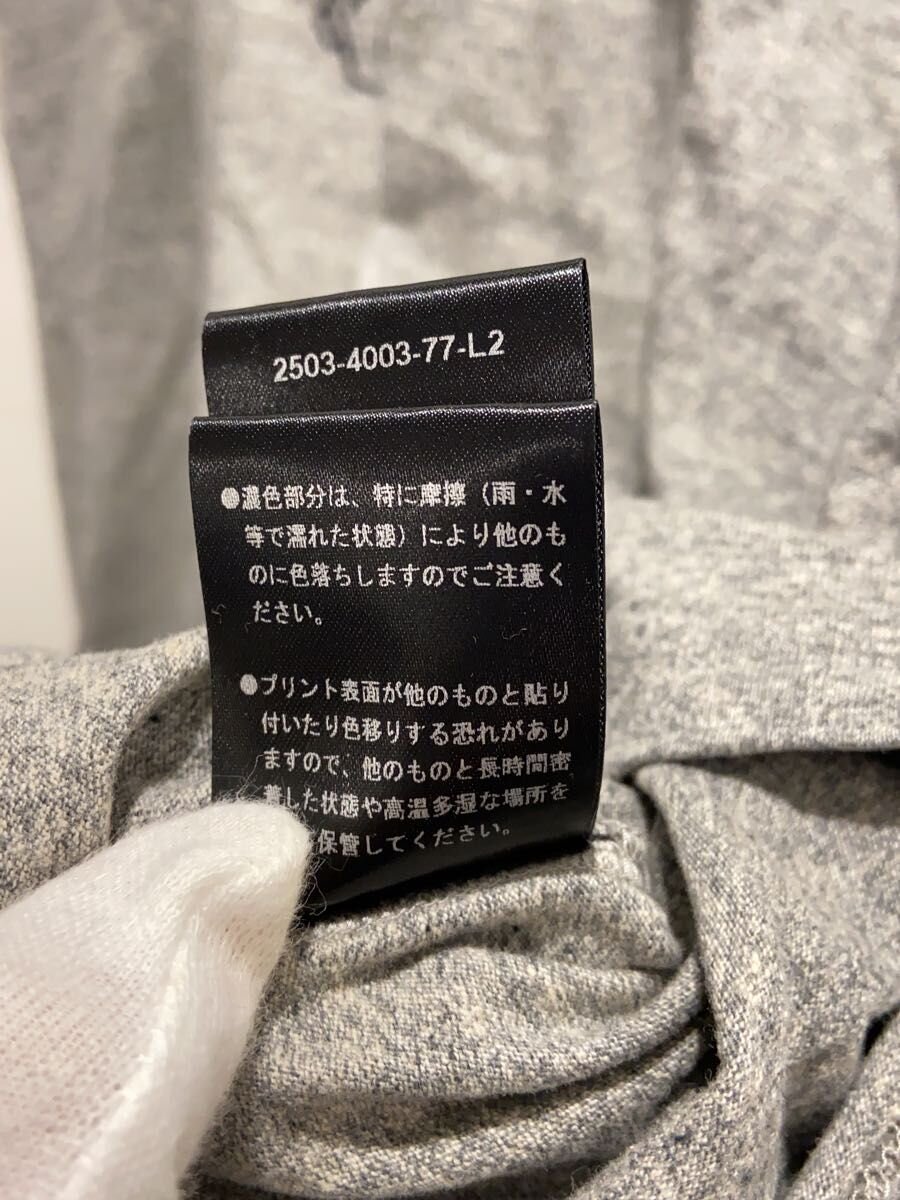 2503-4003-77-L2
●濃色部分は、特に摩擦（雨・水
等で濡れた状態）により他のも
のに色落ちしますのでご注意く
ださい。
●プリント表面が他のものと貼り
付いたり色移りする恐れがあり
ますので、他のものと長時間密
着した状態や高温多湿な場所を
保管してください。